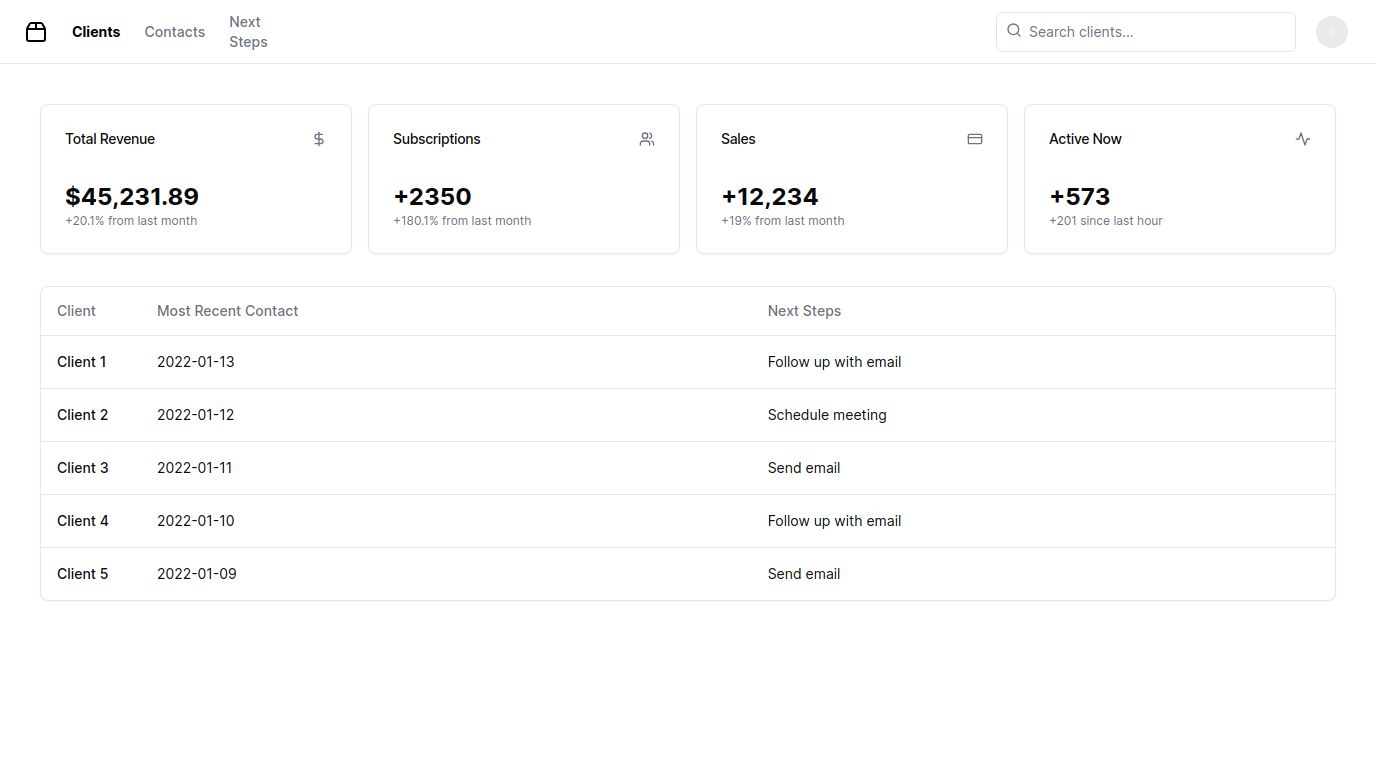 Clients
Contacts
Next
Steps
Search clients...
Total Revenue
$45,231.89
+20.1% from last month
Subscriptions
+2350
+180.1% from last month
Sales
+12,234
+19% from last month
Active Now
+573
+201 since last hour
Client Most Recent Contact Next Steps
Client 1 2022-01-13 Follow up with email
Client 2 2022-01-12 Schedule meeting
Client 3 2022-01-11 Send email
Client 4 2022-01-10 Follow up with email
Client 5 2022-01-09 Send email